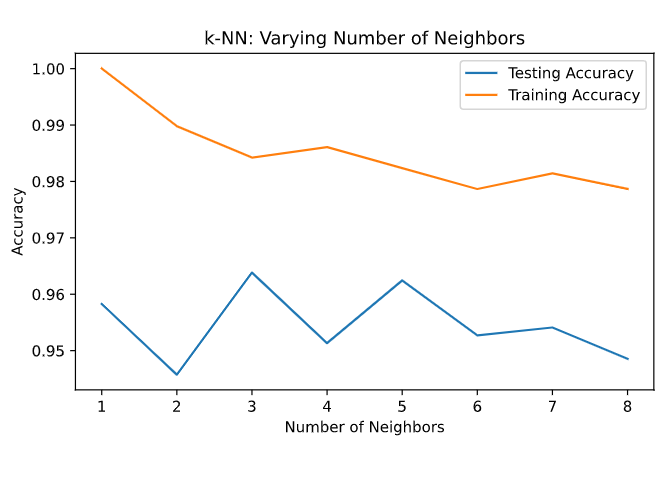 k-NN: Varying Number of Neighbors
Testing Accuracy
Training Accuracy
1.00
0.99
0.98
0.97
0.96
0.95
Accuracy
1 2 3 4 5 6 7 8
Number of Neighbors